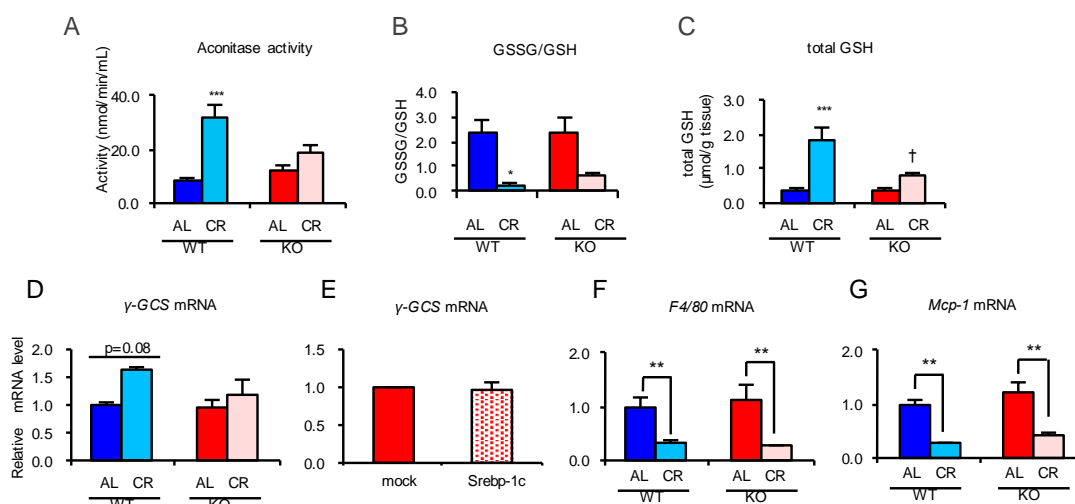 A
Aconitase activity
Activity (nmol/min/mL)
40.0
20.0
0.0
***
AL CR AL CR
WT KO
B
GSSG/GSH
GSSG/GSH
4.0
3.0
2.0
1.0
0.0
*
AL CR AL CR
WT KO
C
total GSH
total GSH
(μmol/g tissue)
3.0
2.0
1.0
0.0
***
†
AL CR AL CR
WT KO
D
γ-GCS mRNA
Relative mRNA level
2.0
1.5
1.0
0.5
0.0
p=0.08
AL CR AL CR
WT KO
E
γ-GCS mRNA
2.0
1.5
1.0
0.5
0.0
mock Srebp-1c
F
F4/80 mRNA
2.0
1.0
0.0
**
**
AL CR AL CR
WT KO
G
Mcp-1 mRNA
2.0
1.0
0.0
**
**
AL CR AL CR
WT KO